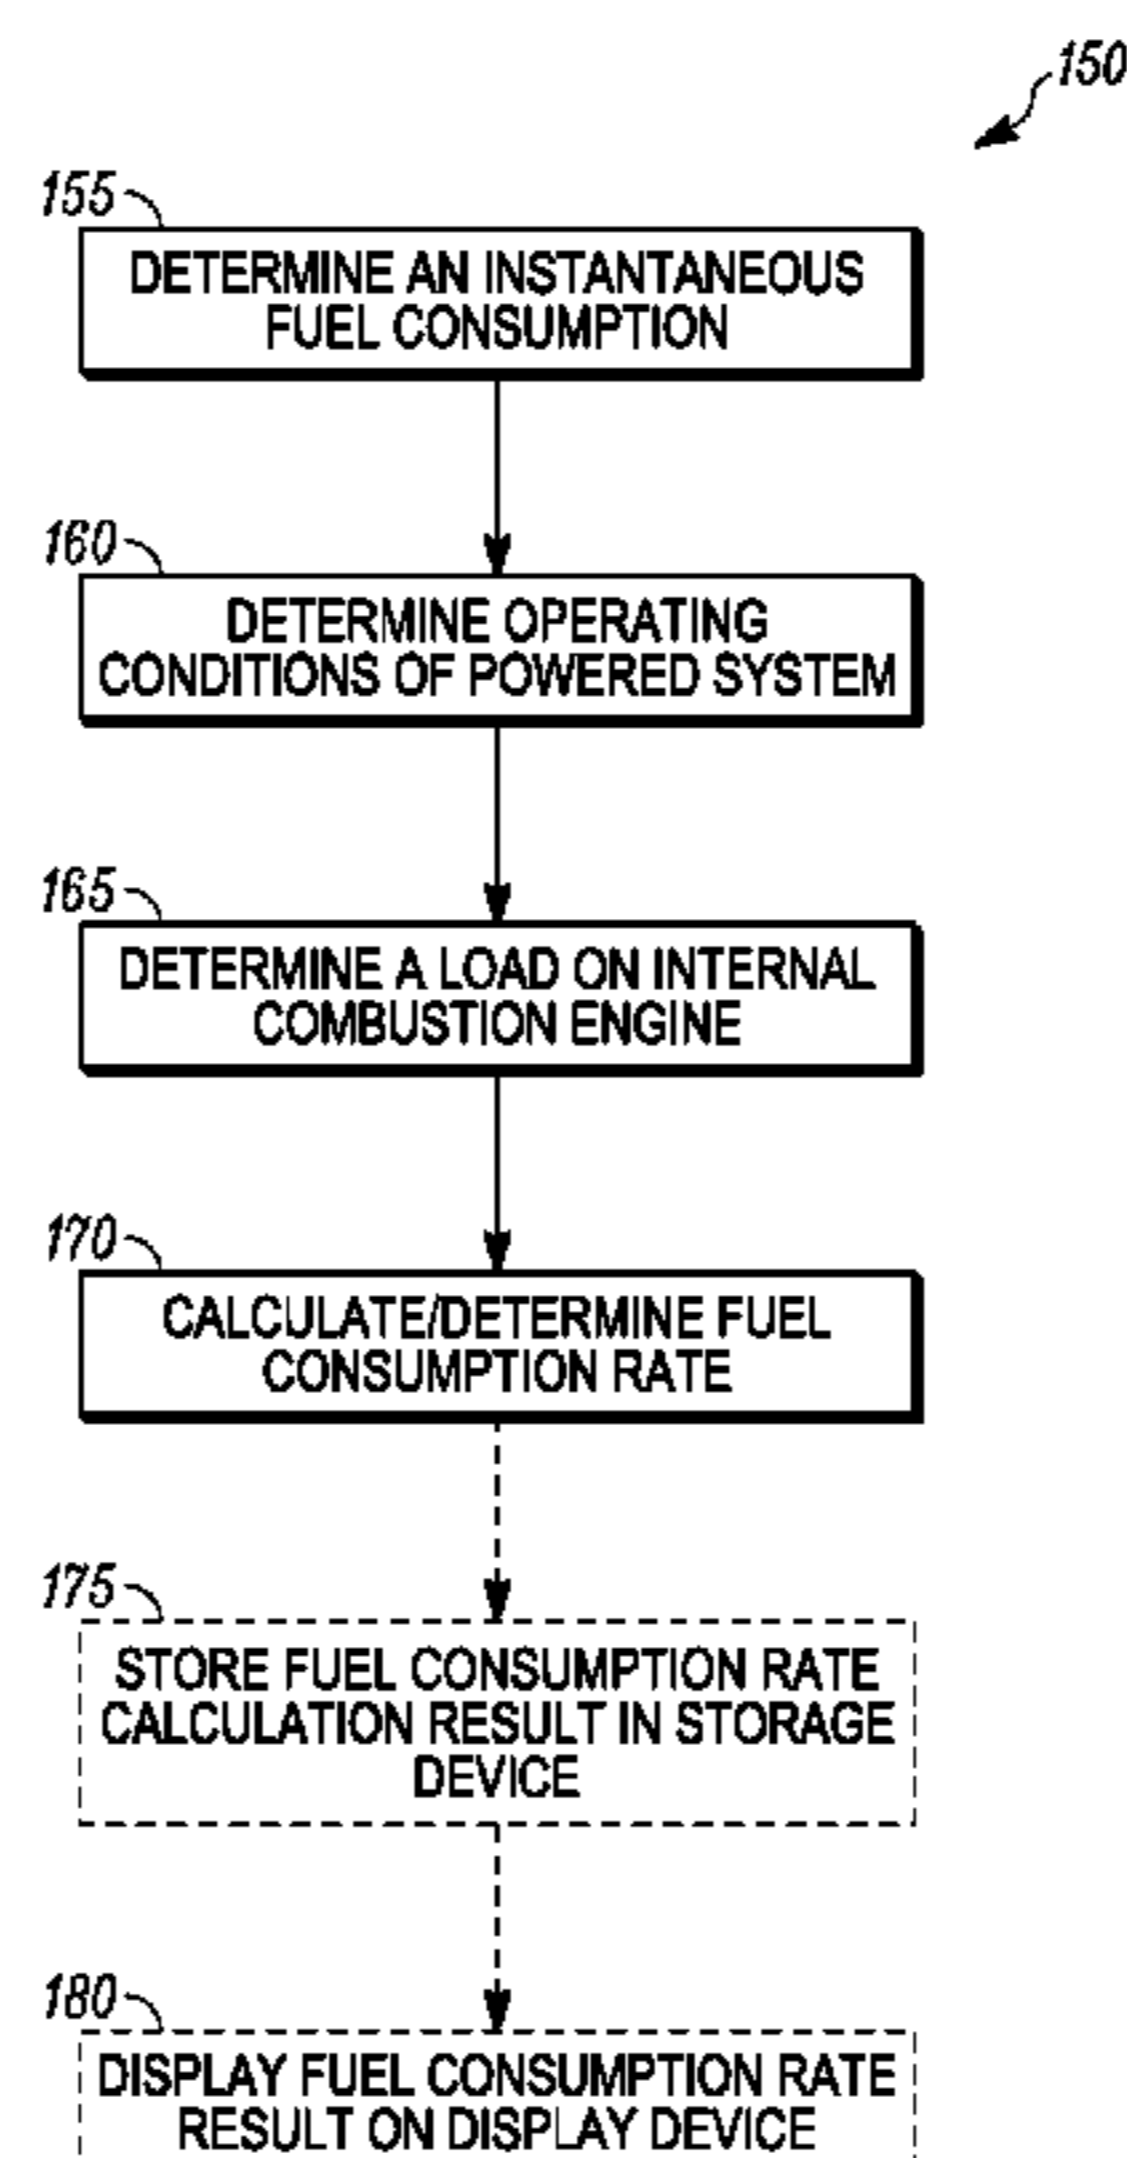 150
155
DETERMINE AN INSTANTANEOUS
FUEL CONSUMPTION
160
DETERMINE OPERATING
CONDITIONS OF POWERED SYSTEM
165
DETERMINE A LOAD ON INTERNAL
COMBUSTION ENGINE
170
CALCULATE/DETERMINE FUEL
CONSUMPTION RATE
175
STORE FUEL CONSUMPTION RATE
CALCULATION RESULT IN STORAGE
DEVICE
180
DISPLAY FUEL CONSUMPTION RATE
RESULT ON DISPLAY DEVICE